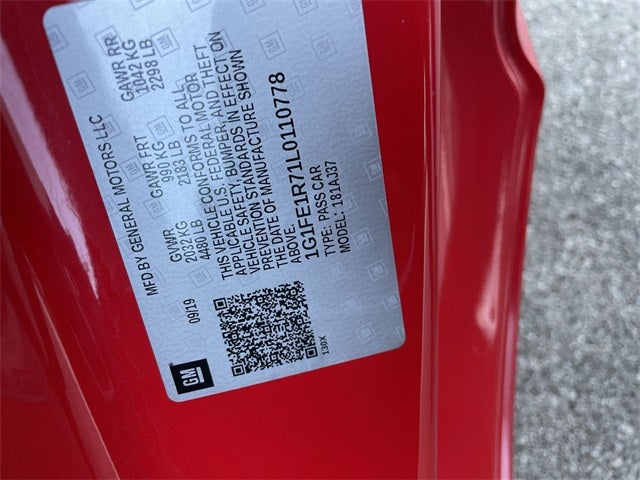 MFD BY GENERAL MOTORS LLC
09/19
GVWR GAWR FRT GAWR RR
2032 KG 990 KG 1042 KG
4480 LB 2183 LB 2298 LB
THIS VEHICLE CONFORMS TO ALL
APPLICABLE U.S. FEDERAL MOTOR
VEHICLE SAFETY, BUMPER, AND THEFT
PREVENTION STANDARDS IN EFFECT ON
THE DATE OF MANUFACTURE SHOWN
ABOVE.
1G1FE1R71L0110778
TYPE: PASS CAR
MODEL: 181AJ37
GM
130X